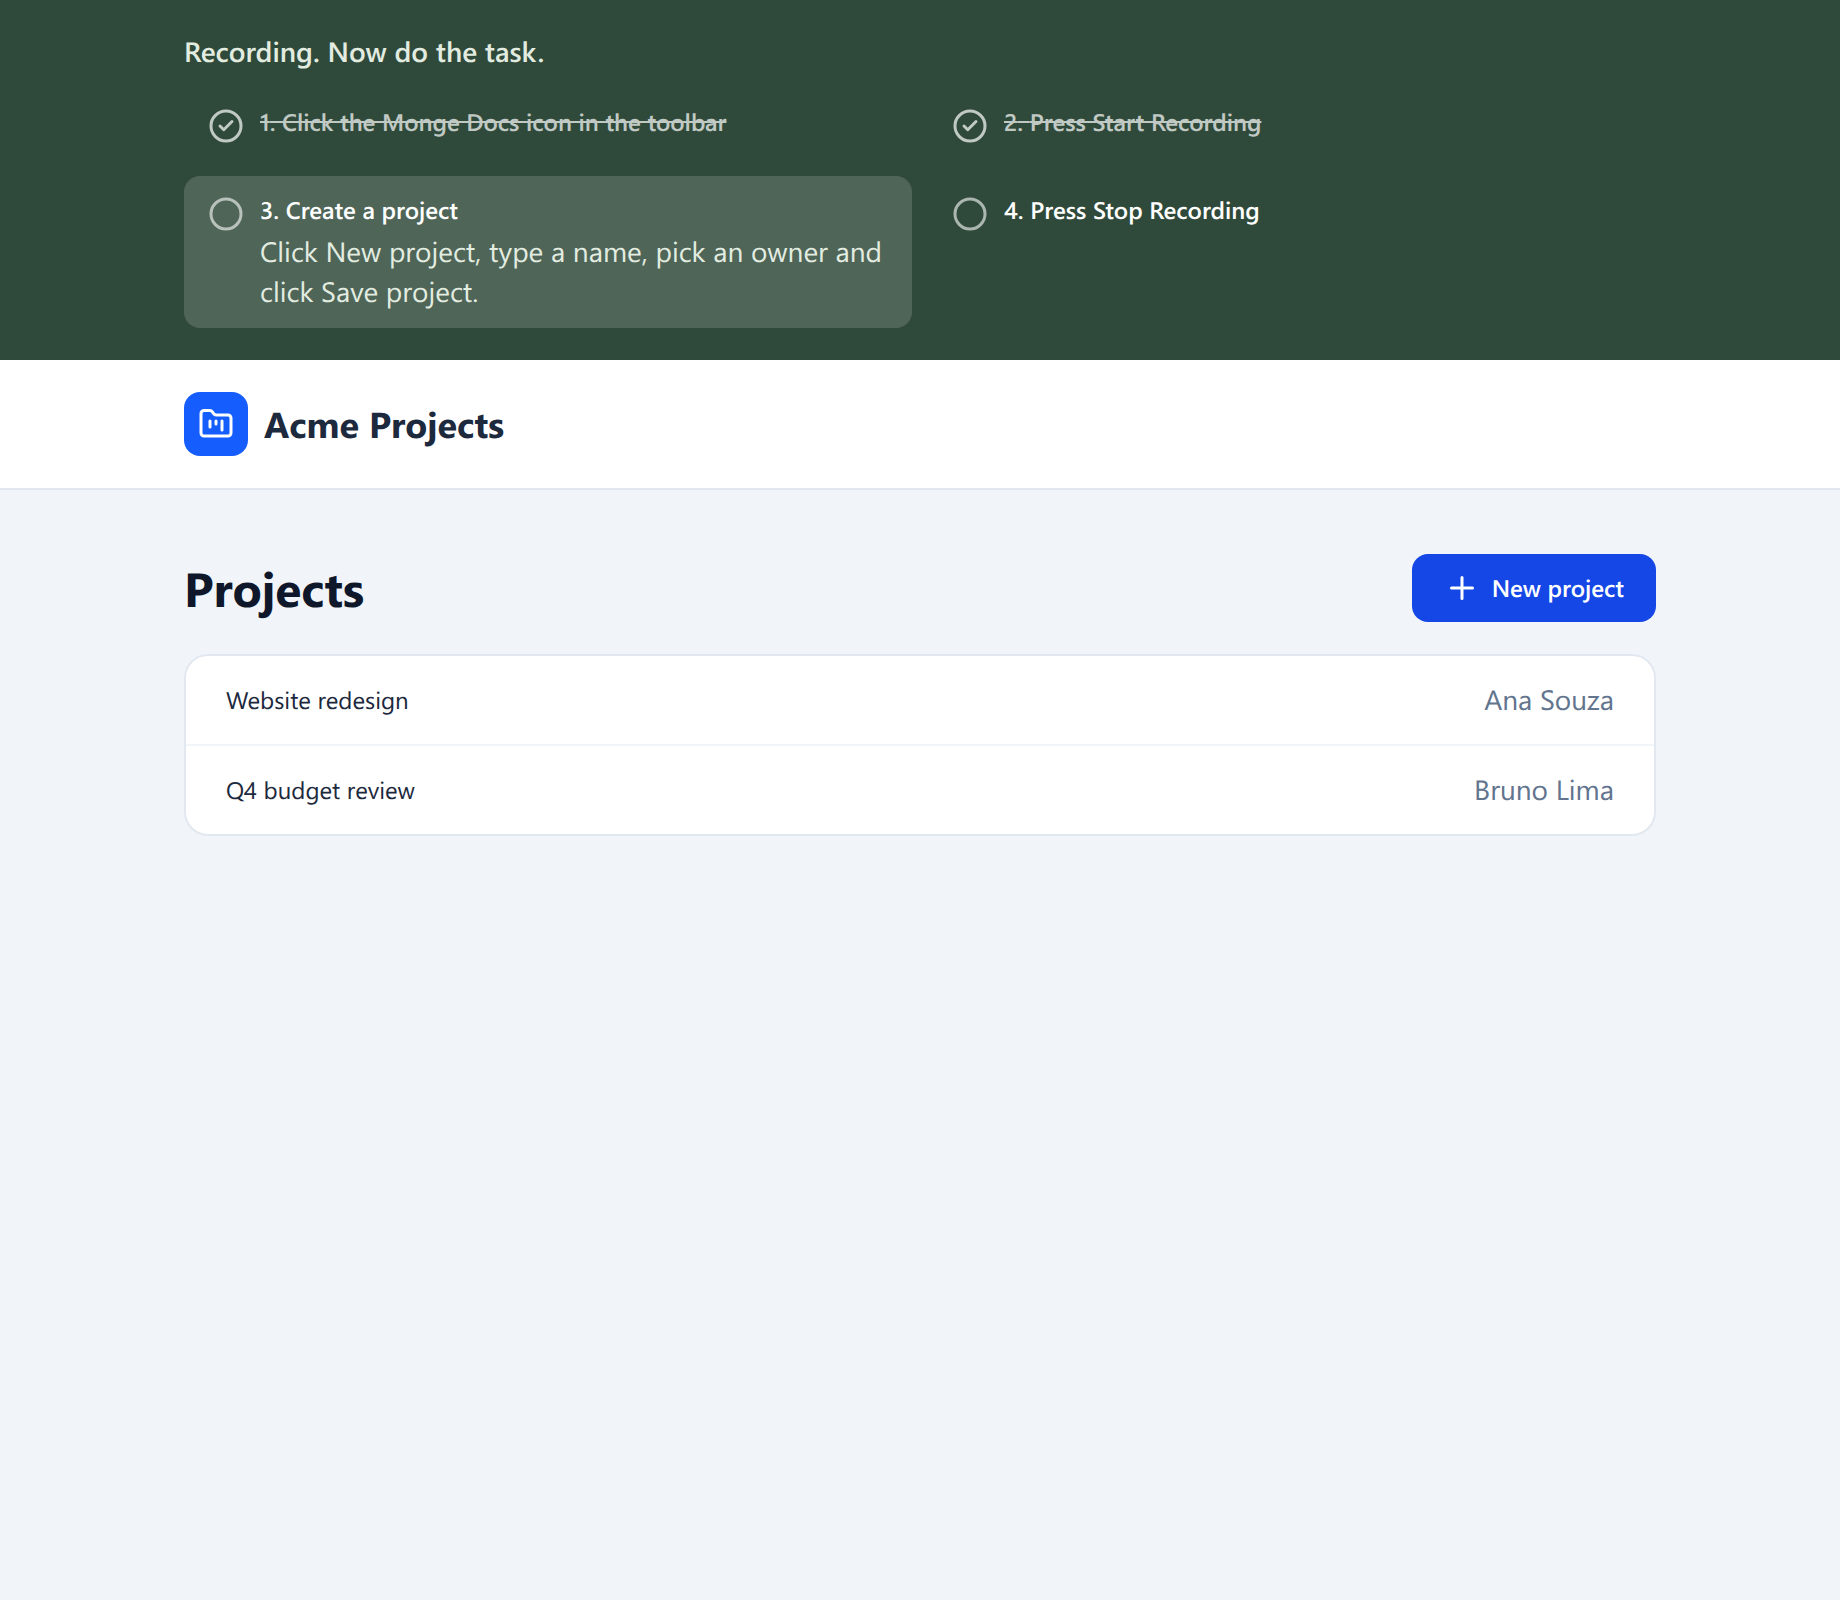 Recording. Now do the task.
1. Click the Monge Docs icon in the toolbar
2. Press Start Recording
3. Create a project
Click New project, type a name, pick an owner and
click Save project.
4. Press Stop Recording
Acme Projects
Projects
New project
Website redesign
Ana Souza
Q4 budget review
Bruno Lima